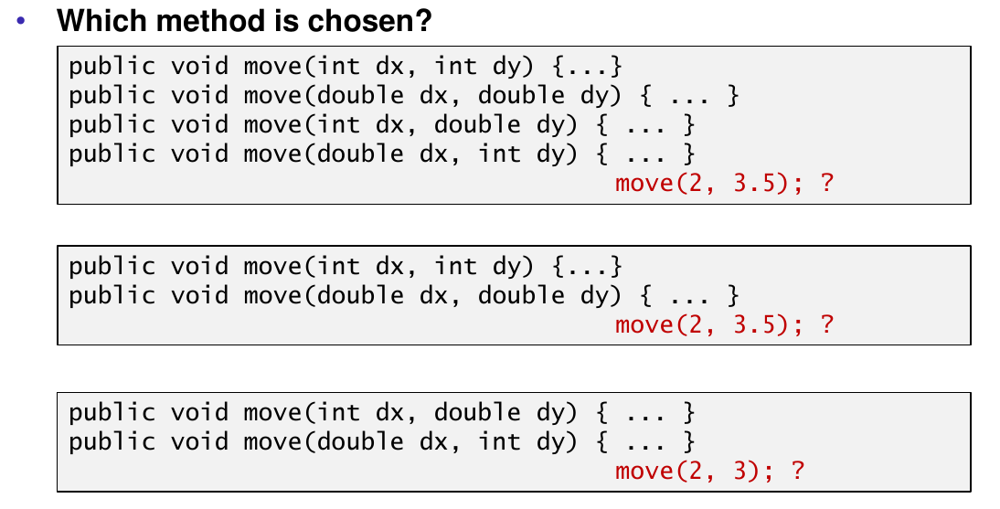 • Which method is chosen?
public void move(int dx, int dy) {...}
public void move(double dx, double dy) { ... }
public void move(int dx, double dy) { ... }
public void move(double dx, int dy) { ... }
move(2, 3.5); ?
public void move(int dx, int dy) {...}
public void move(double dx, double dy) { ... }
move(2, 3.5); ?
public void move(int dx, double dy) { ... }
public void move(double dx, int dy) { ... }
move(2, 3); ?